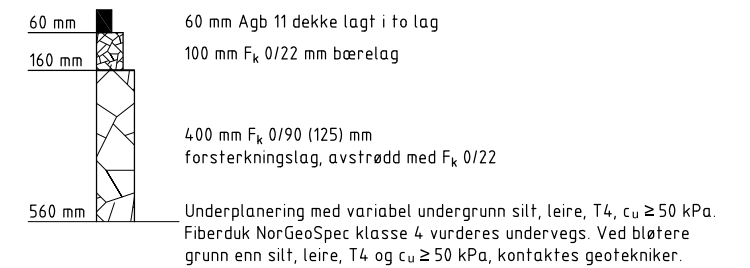 60 mm 60 mm Agb 11 dekke lagt i to lag
100 mm Fk 0/22 mm bærelag
160 mm
400 mm Fk 0/90 (125) mm
forsterkningslag, avstrødd med Fk 0/22
560 mm Underplanering med variabel undergrunn silt, leire, T4, cu ≥ 50 kPa.
Fiberduk NorGeoSpec klasse 4 vurderes undervegs. Ved bløtere
grunn enn silt, leire, T4 og cu ≥ 50 kPa, kontaktes geotekniker.